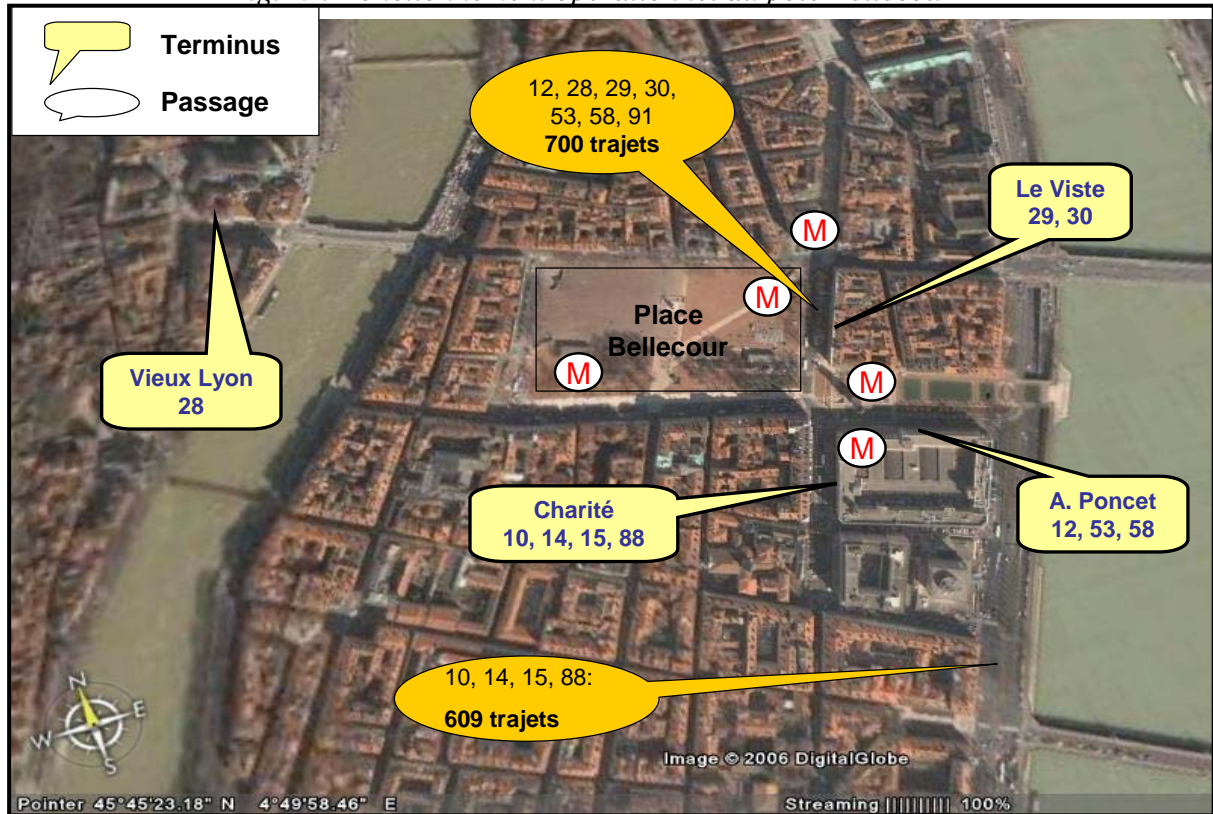 Terminus
Passage
12, 28, 29, 30,
53, 58, 91
700 trajets
Le Viste
29, 30
M
M
Place
Bellecour
M
M
Vieux Lyon
28
M
Charité
10, 14, 15, 88
A. Poncet
12, 53, 58
10, 14, 15, 88:
609 trajets
N
E
W
S
Image © 2006 DigitalGlobe
Pointer 45°45'23.18" N 4°49'58.46" E
Streaming |||||||||| 100%